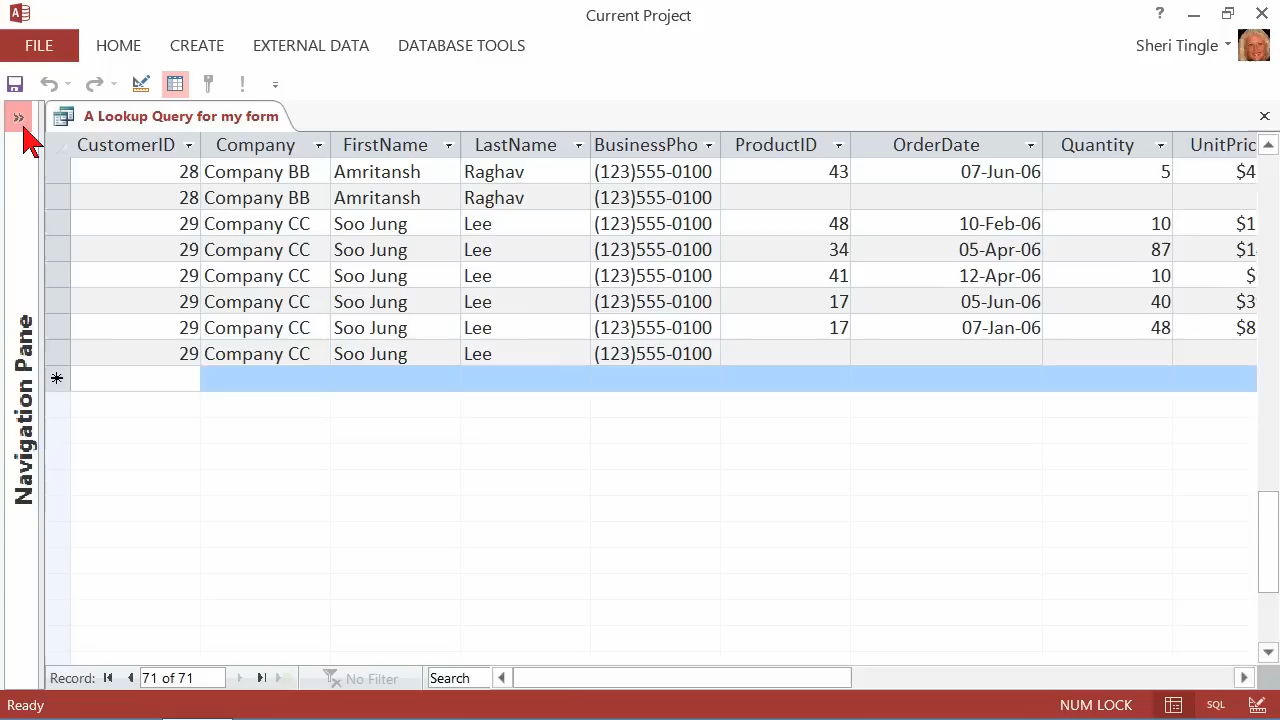 Current Project
?
FILE HOME CREATE EXTERNAL DATA DATABASE TOOLS Sheri Tingle
A Lookup Query for my form
CustomerID Company FirstName LastName BusinessPho ProductID OrderDate Quantity UnitPric
28 Company BB Amritansh Raghav (123)555-0100 43 07-Jun-06 5 $4
28 Company BB Amritansh Raghav (123)555-0100
29 Company CC Soo Jung Lee (123)555-0100 48 10-Feb-06 10 $1
29 Company CC Soo Jung Lee (123)555-0100 34 05-Apr-06 87 $1
29 Company CC Soo Jung Lee (123)555-0100 41 12-Apr-06 10 $
29 Company CC Soo Jung Lee (123)555-0100 17 05-Jun-06 40 $3
29 Company CC Soo Jung Lee (123)555-0100 17 07-Jan-06 48 $8
29 Company CC Soo Jung Lee (123)555-0100
Navigation Pane
Record: 71 of 71 No Filter Search
Ready NUM LOCK SQL